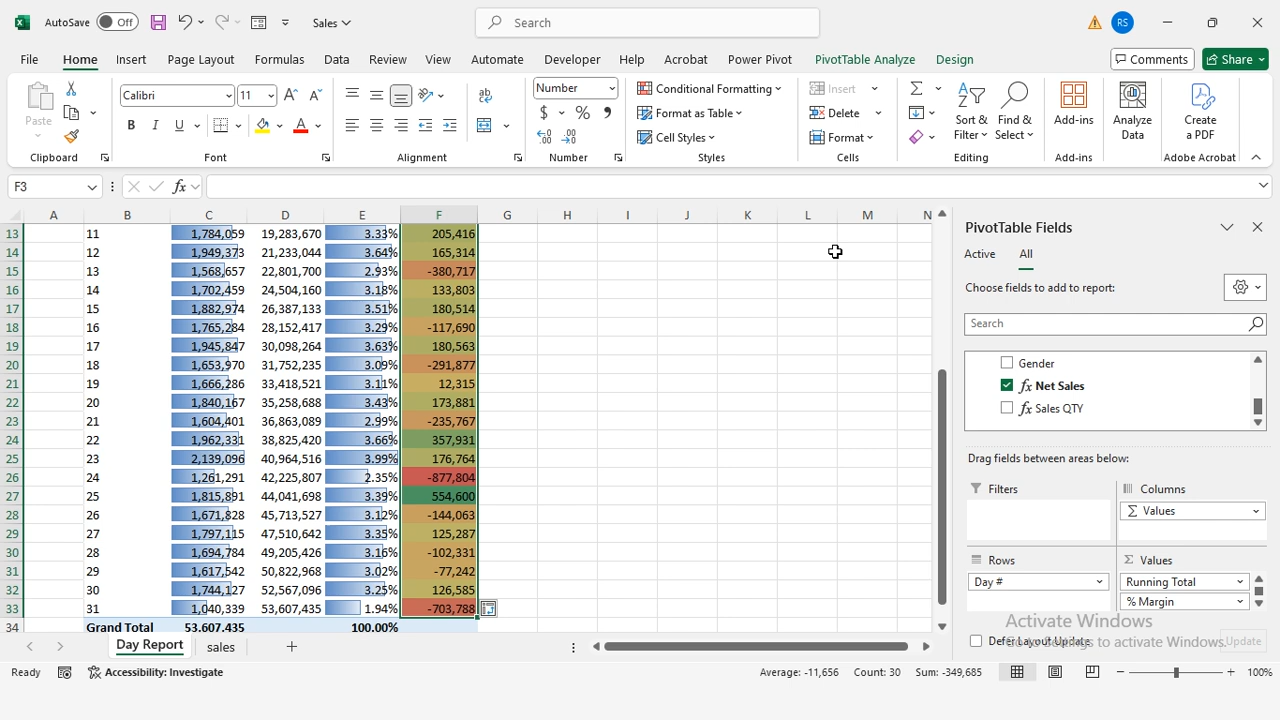 AutoSave Off Sales Search RS
File Home Insert Page Layout Formulas Data Review View Automate Developer Help Acrobat Power Pivot PivotTable Analyze Design Comments Share
Paste Calibri 11 Number Conditional Formatting Format as Table Cell Styles Insert Delete Format Sort & Filter Find & Select Add-ins Analyze Data Create a PDF
Clipboard Font Alignment Number Styles Cells Editing Add-ins Adobe Acrobat
F3 fx
A B C D E F G H I J K L M N
13 11 1,784,059 19,283,670 3.33% 205,416
14 12 1,949,373 21,233,044 3.64% 165,314
15 13 1,568,657 22,801,700 2.93% -380,717
16 14 1,702,459 24,504,160 3.18% 133,803
17 15 1,882,974 26,387,133 3.51% 180,514
18 16 1,765,284 28,152,417 3.29% -117,690
19 17 1,945,847 30,098,264 3.63% 180,563
20 18 1,653,970 31,752,235 3.09% -291,877
21 19 1,666,286 33,418,521 3.11% 12,315
22 20 1,840,167 35,258,688 3.43% 173,881
23 21 1,604,401 36,863,089 2.99% -235,767
24 22 1,962,331 38,825,420 3.66% 357,931
25 23 2,139,096 40,964,516 3.99% 176,764
26 24 1,261,291 42,225,807 2.35% -877,804
27 25 1,815,891 44,041,698 3.39% 554,600
28 26 1,671,828 45,713,527 3.12% -144,063
29 27 1,797,115 47,510,642 3.35% 125,287
30 28 1,694,784 49,205,426 3.16% -102,331
31 29 1,617,542 50,822,968 3.02% -77,242
32 30 1,744,127 52,567,096 3.25% 126,585
33 31 1,040,339 53,607,435 1.94% -703,788
34 Grand Total 53,607,435 100.00%
PivotTable Fields
Active All
Choose fields to add to report:
Search
Gender
fx Net Sales
fx Sales QTY
Drag fields between areas below:
Filters Columns
Σ Values
Rows Σ Values
Day # Running Total
% Margin
Defer Layout Update Update
Activate Windows
Go to Settings to activate Windows.
Day Report sales
Ready Accessibility: Investigate Average: -11,656 Count: 30 Sum: -349,685 100%